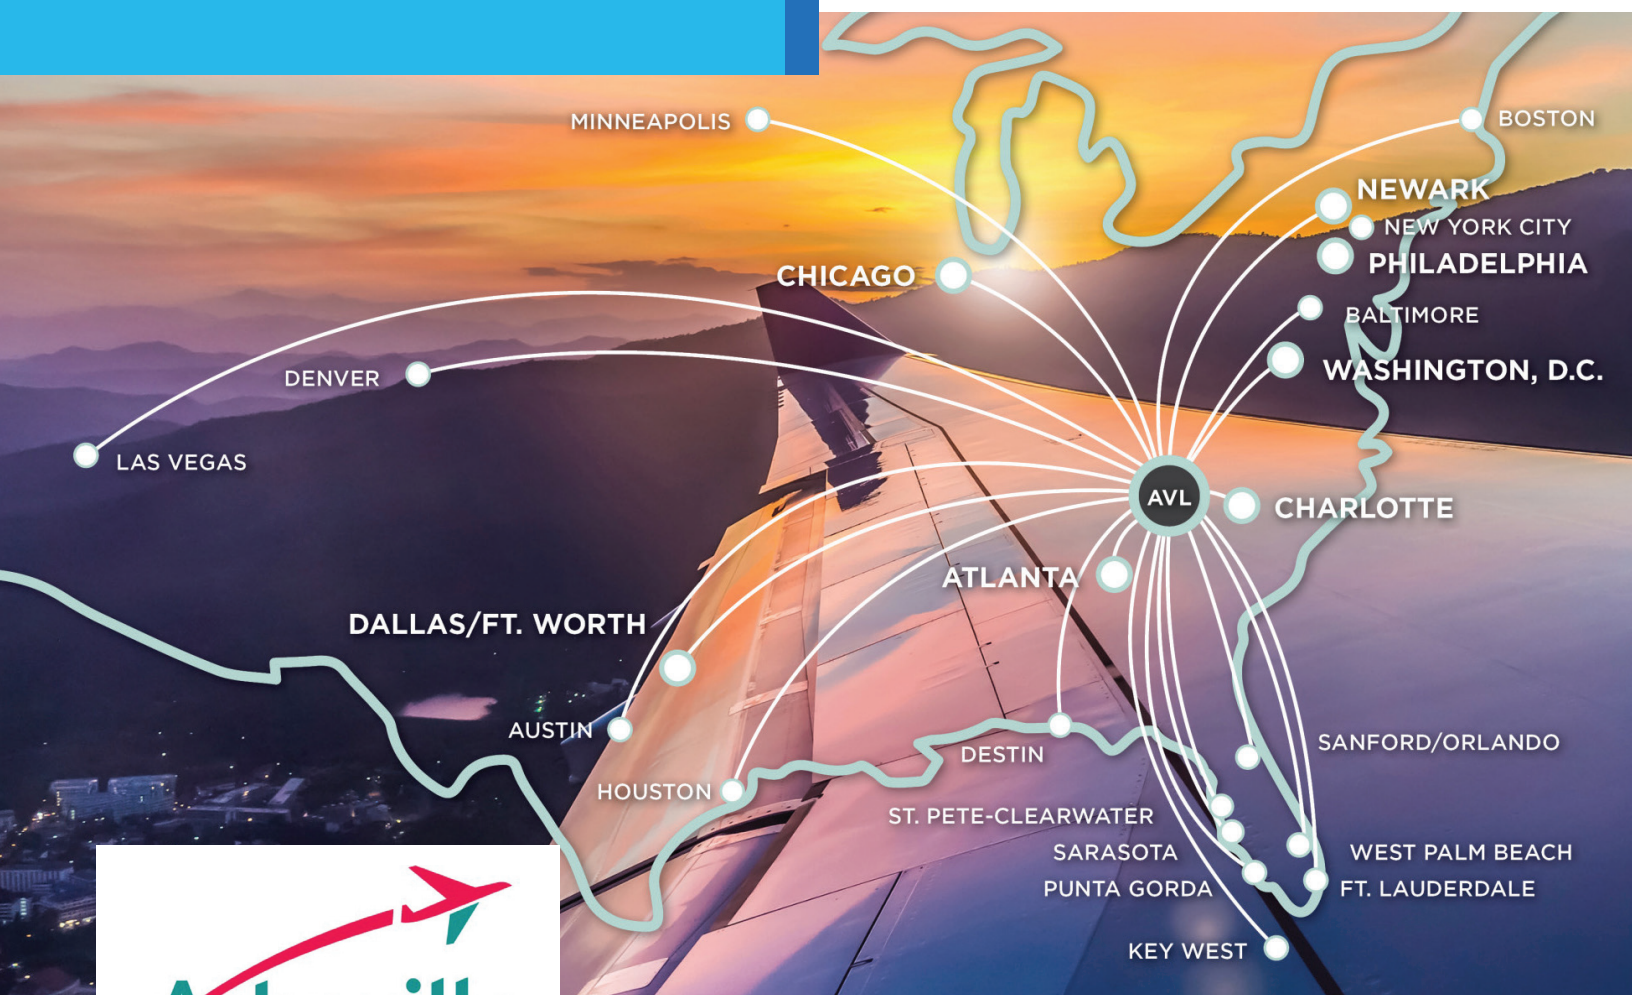 MINNEAPOLIS
BOSTON
NEWARK
NEW YORK CITY
CHICAGO
PHILADELPHIA
BALTIMORE
WASHINGTON, D.C.
DENVER
LAS VEGAS
AVL
CHARLOTTE
ATLANTA
DALLAS/FT. WORTH
AUSTIN
DESTIN
SANFORD/ORLANDO
HOUSTON
ST. PETE-CLEARWATER
SARASOTA
WEST PALM BEACH
PUNTA GORDA
FT. LAUDERDALE
KEY WEST